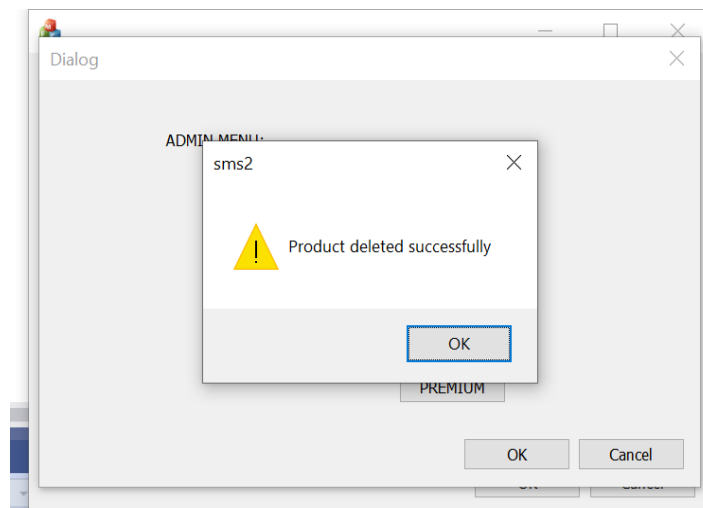 Dialog
ADMIN MENU:
sms2
Product deleted successfully
OK
PREMIUM
OK
Cancel